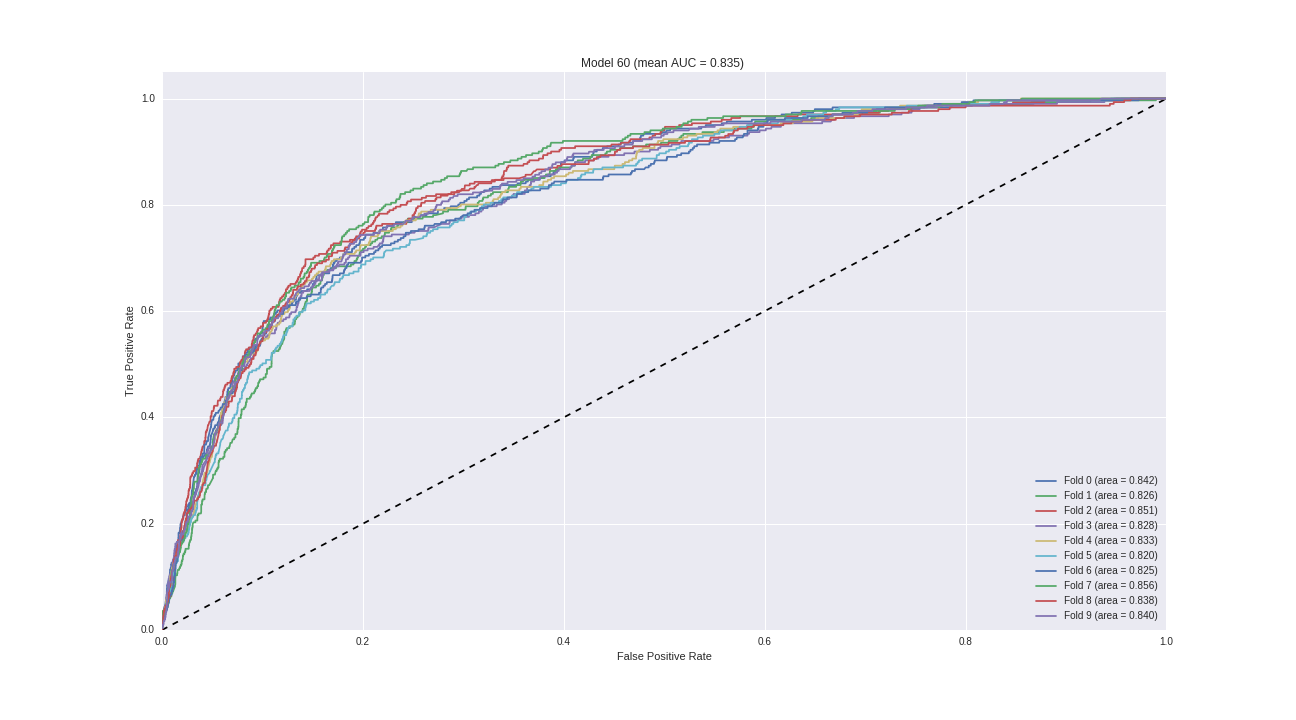 Model 60 (mean AUC = 0.835)
1.0
0.8
0.6
0.4
0.2
0.0
True Positive Rate
0.0 0.2 0.4 0.6 0.8 1.0
False Positive Rate
Fold 0 (area = 0.842)
Fold 1 (area = 0.826)
Fold 2 (area = 0.851)
Fold 3 (area = 0.828)
Fold 4 (area = 0.833)
Fold 5 (area = 0.820)
Fold 6 (area = 0.825)
Fold 7 (area = 0.856)
Fold 8 (area = 0.838)
Fold 9 (area = 0.840)